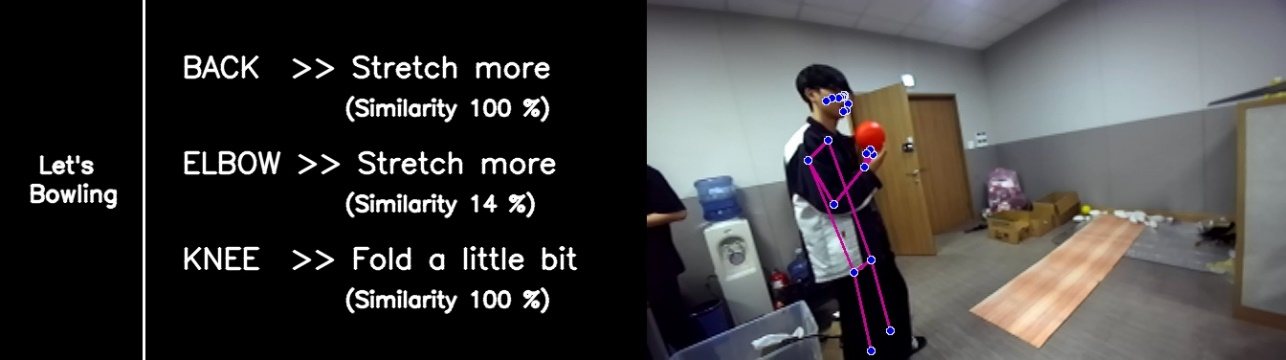 Let's
Bowling
BACK >> Stretch more
(Similarity 100 %)
ELBOW >> Stretch more
(Similarity 14 %)
KNEE >> Fold a little bit
(Similarity 100 %)